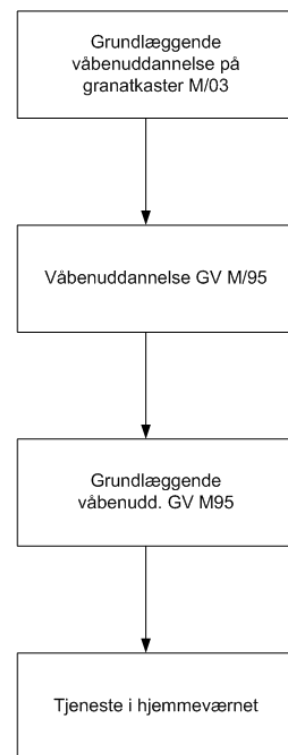 Grundlæggende
våbenuddannelse på
granatkaster M/03
Våbenuddannelse GV M/95
Grundlæggende
våbenudd. GV M95
Tjeneste i hjemmeværnet